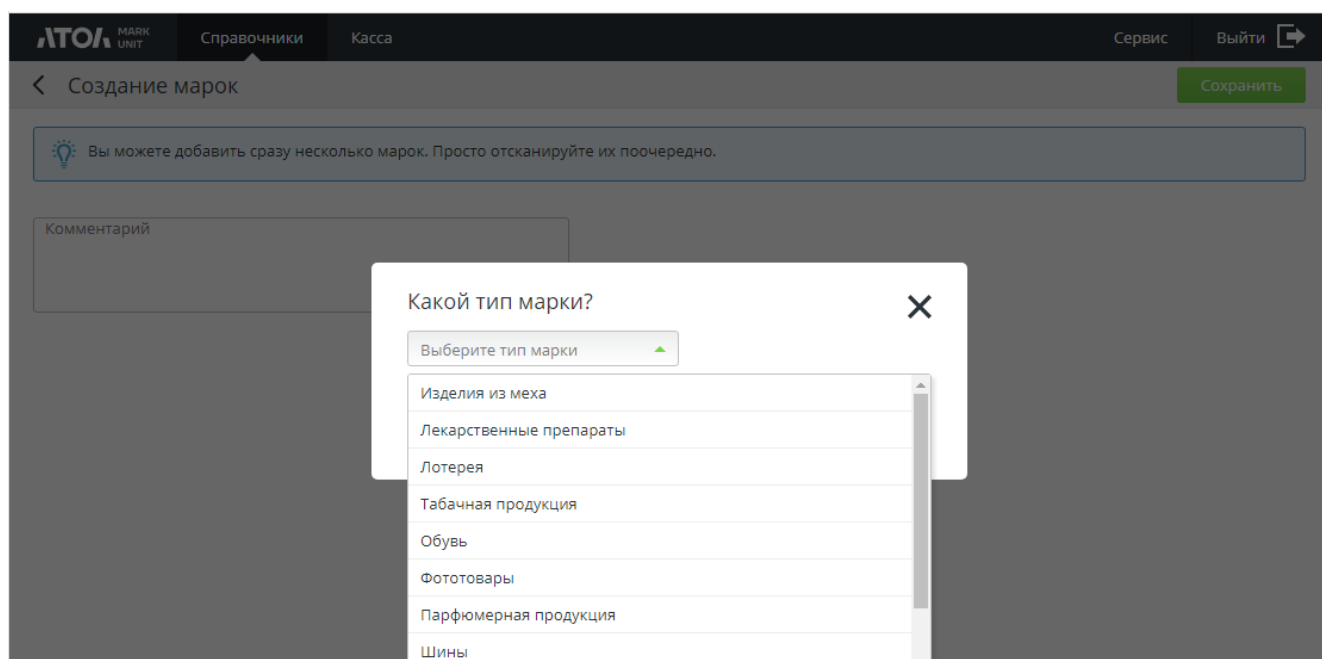 АТОЛ MARK UNIT Справочники Касса Сервис Выйти
Создание марок Сохранить
Вы можете добавить сразу несколько марок. Просто отсканируйте их поочередно.
Комментарий
Какой тип марки?
Выберите тип марки
Изделия из меха
Лекарственные препараты
Лотерея
Табачная продукция
Обувь
Фототовары
Парфюмерная продукция
Шины